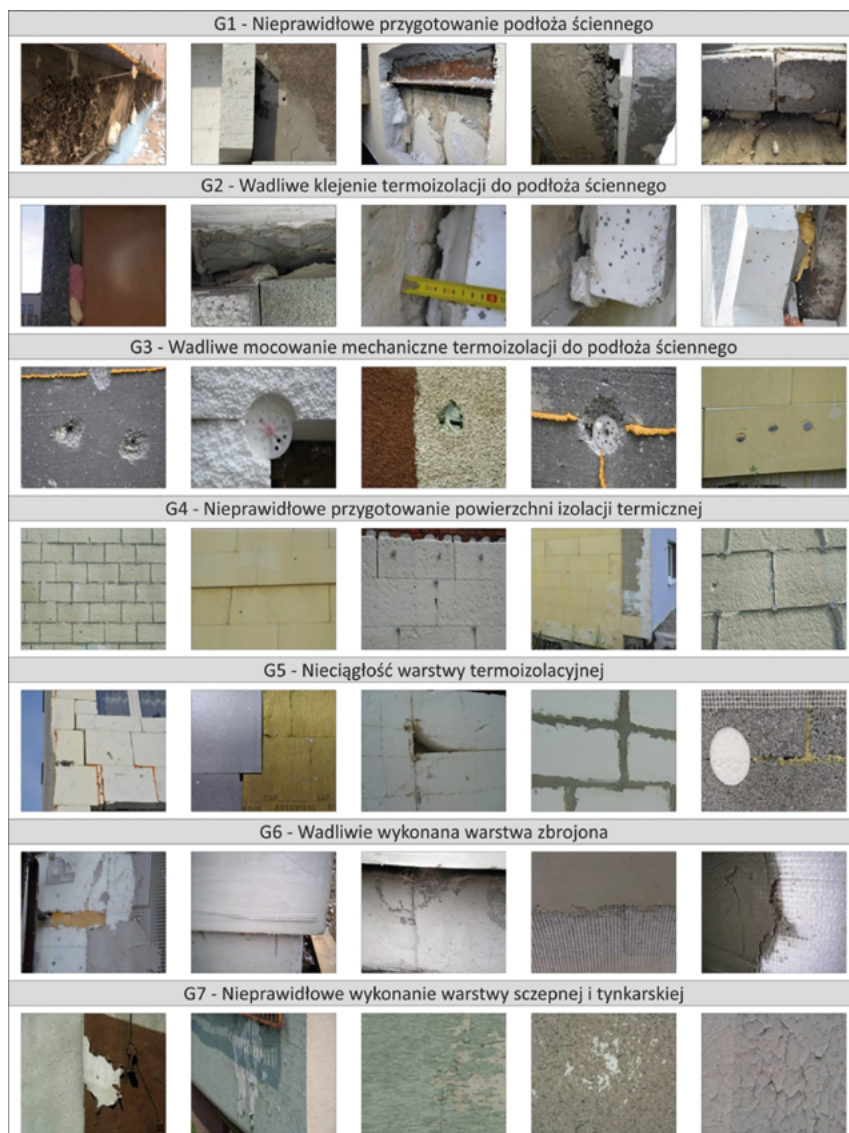 G1 - Nieprawidłowe przygotowanie podłoża ściennego
G2 - Wadliwe klejenie termoizolacji do podłoża ściennego
G3 - Wadliwe mocowanie mechaniczne termoizolacji do podłoża ściennego
G4 - Nieprawidłowe przygotowanie powierzchni izolacji termicznej
G5 - Nieciągłość warstwy termoizolacyjnej
G6 - Wadliwie wykonana warstwa zbrojona
G7 - Nieprawidłowe wykonanie warstwy sczepnej i tynkarskiej